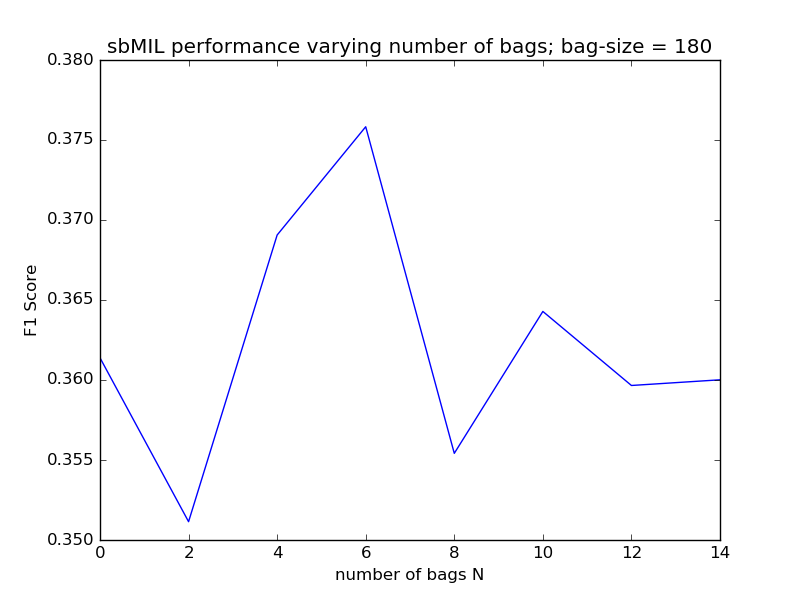 sbMIL performance varying number of bags; bag-size = 180
0.380
0.375
0.370
0.365
0.360
0.355
0.350
F1 Score
0 2 4 6 8 10 12 14
number of bags N